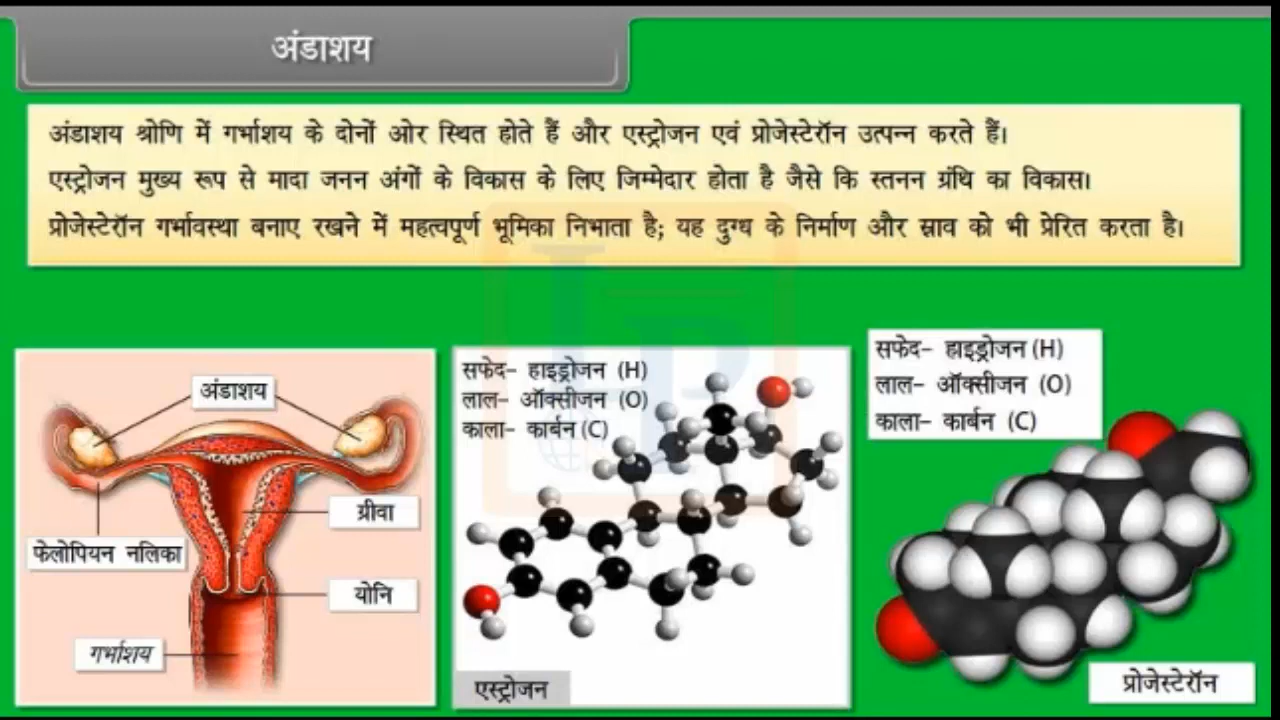 अंडाशय
अंडाशय श्रोणि में गर्भाशय के दोनों ओर स्थित होते हैं और एस्ट्रोजन एवं प्रोजेस्टेरॉन उत्पन्न करते हैं।
एस्ट्रोजन मुख्य रूप से मादा जनन अंगों के विकास के लिए जिम्मेदार होता है जैसे कि स्तनन ग्रंथि का विकास।
प्रोजेस्टेरॉन गर्भावस्था बनाए रखने में महत्वपूर्ण भूमिका निभाता है; यह दुग्ध के निर्माण और स्राव को भी प्रेरित करता है।
अंडाशय
ग्रीवा
फेलोपियन नलिका
योनि
गर्भाशय
सफेद- हाइड्रोजन (H)
लाल- ऑक्सीजन (O)
काला- कार्बन (C)
एस्ट्रोजन
सफेद- हाइड्रोजन (H)
लाल- ऑक्सीजन (O)
काला- कार्बन (C)
प्रोजेस्टेरॉन